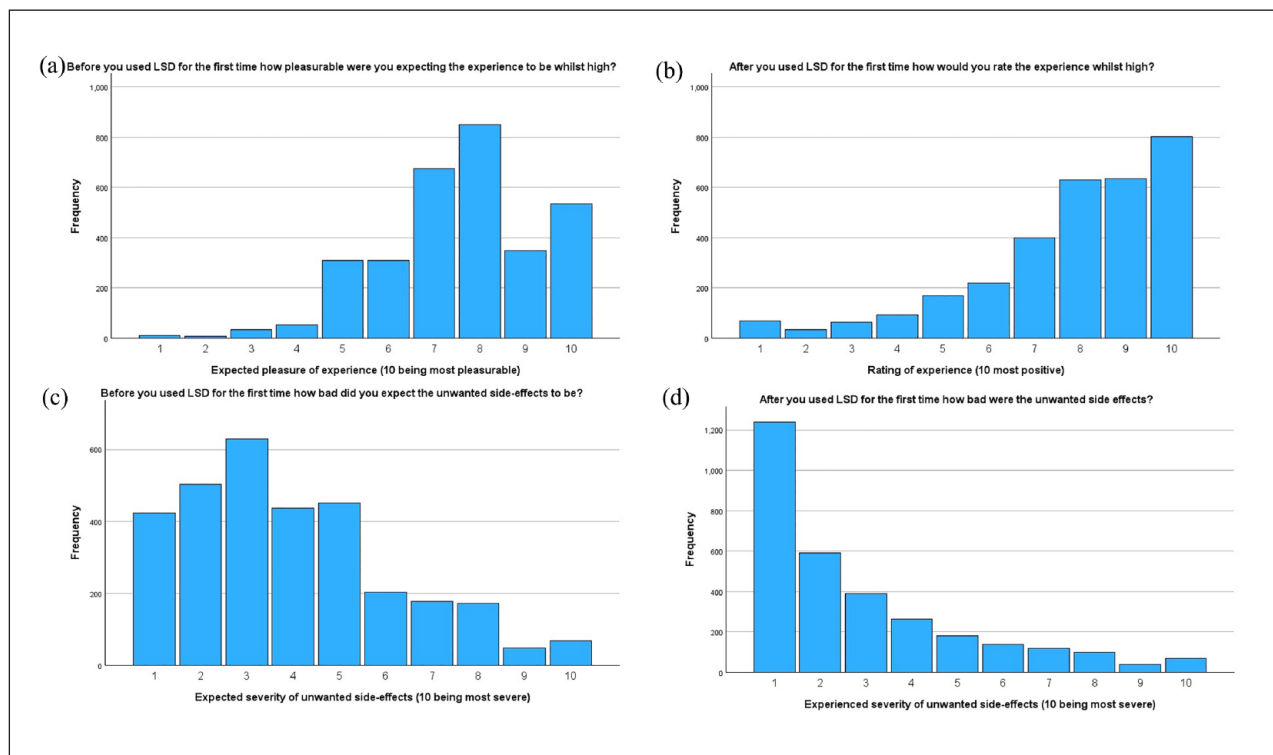 (a)
Before you used LSD for the first time how pleasurable were you expecting the experience to be whilst high?
1,000
800
600
400
200
0
Frequency
1 2 3 4 5 6 7 8 9 10
Expected pleasure of experience (10 being most pleasurable)
(b)
After you used LSD for the first time how would you rate the experience whilst high?
1,000
800
600
400
200
0
Frequency
1 2 3 4 5 6 7 8 9 10
Rating of experience (10 most positive)
(c)
Before you used LSD for the first time how bad did you expect the unwanted side-effects to be?
600
400
200
0
Frequency
1 2 3 4 5 6 7 8 9 10
Expected severity of unwanted side-effects (10 being most severe)
(d)
After you used LSD for the first time how bad were the unwanted side effects?
1,200
1,000
800
600
400
200
0
Frequency
1 2 3 4 5 6 7 8 9 10
Experienced severity of unwanted side-effects (10 being most severe)